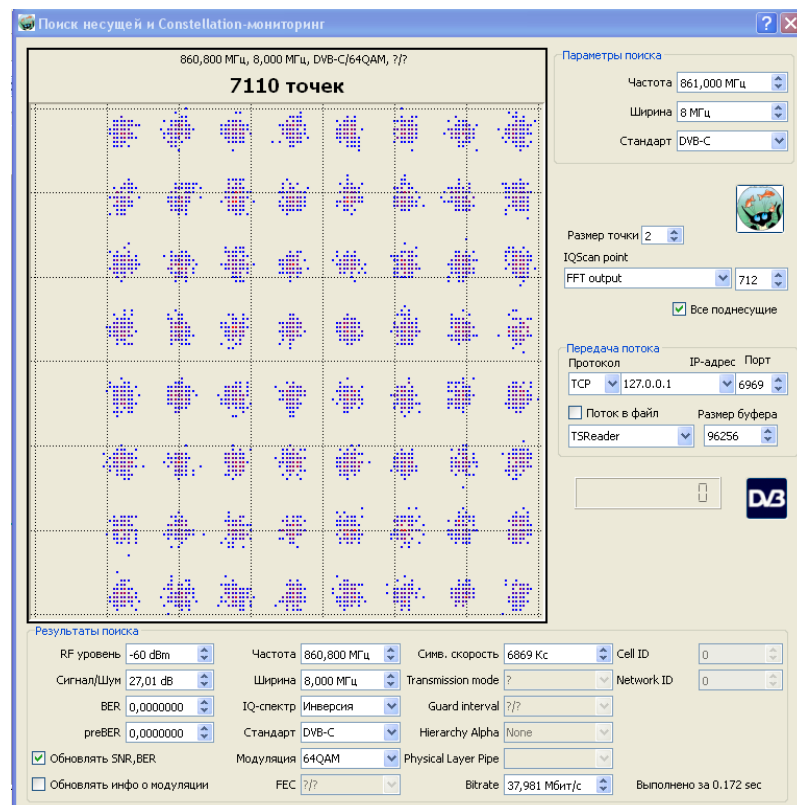 Поиск несущей и Constellation-мониторинг
860,800 МГц, 8,000 МГц, DVB-C/64QAM, ?/?
7110 точек
Параметры поиска
Частота 861,000 МГц
Ширина 8 МГц
Стандарт DVB-C
Размер точки 2
IQScan point
FFT output 712
Все поднесущие
Передача потока
Протокол IP-адрес Порт
TCP 127.0.0.1 6969
Поток в файл Размер буфера
TSReader 96256
0 DVB
Результаты поиска
RF уровень -60 dBm Частота 860,800 МГц Симв. скорость 6869 Кс Cell ID 0
Сигнал/Шум 27,01 dB Ширина 8,000 МГц Transmission mode ? Network ID 0
BER 0,0000000 IQ-спектр Инверсия Guard interval ?/?
preBER 0,0000000 Стандарт DVB-C Hierarchy Alpha None
Обновлять SNR,BER Модуляция 64QAM Physical Layer Pipe
Обновлять инфо о модуляции FEC ?/? Bitrate 37,981 Мбит/с Выполнено за 0.172 sec